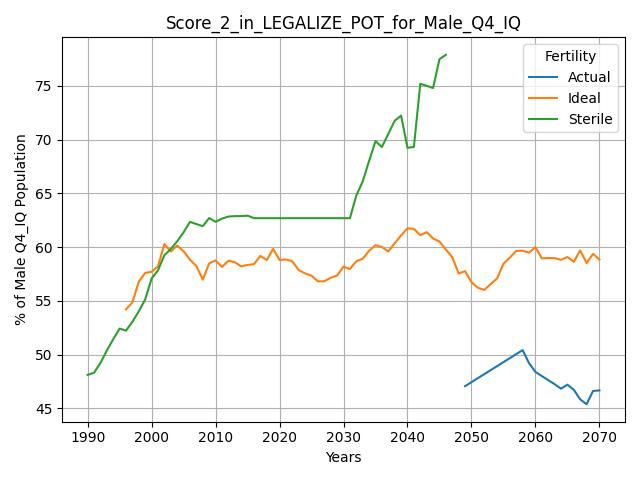 Score_2_in_LEGALIZE_POT_for_Male_Q4_IQ
Fertility
Actual
Ideal
Sterile
% of Male Q4_IQ Population
75
70
65
60
55
50
45
1990 2000 2010 2020 2030 2040 2050 2060 2070
Years